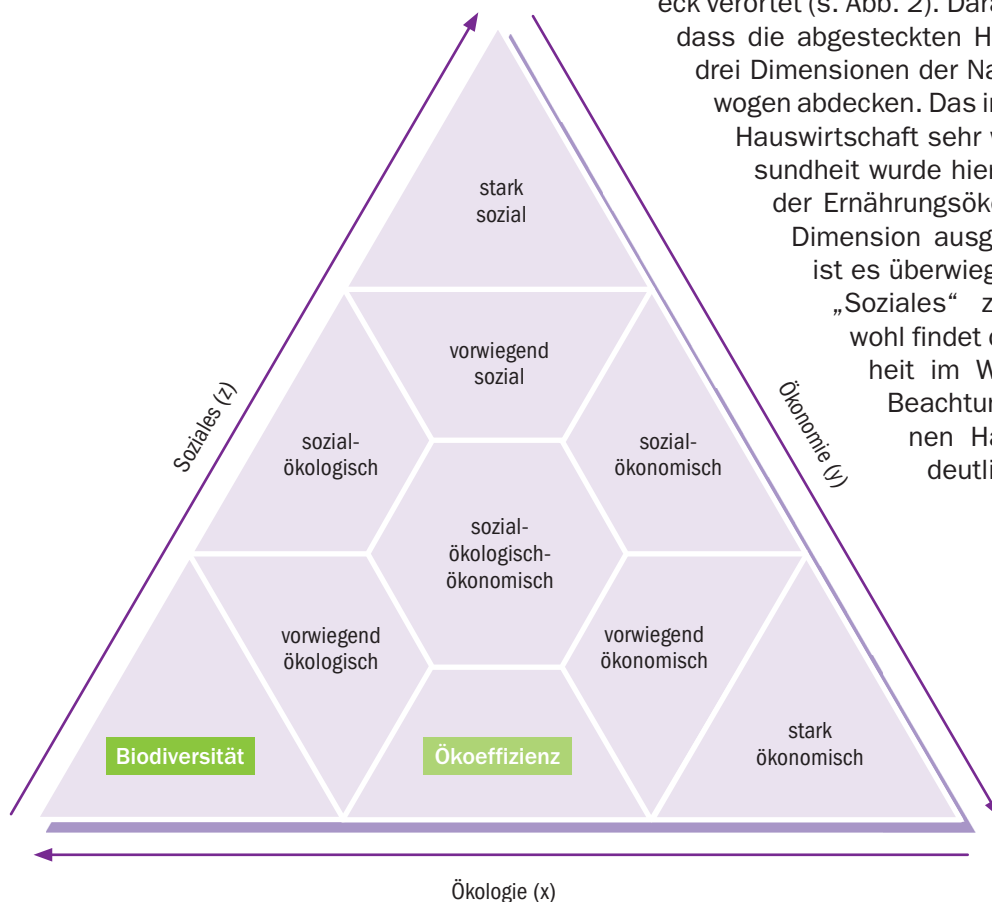 eck verortet (s. Abb. 2). Dara
dass die abgesteckten H
drei Dimensionen der Na
wogen abdecken. Das in
Hauswirtschaft sehr
sundheit wurde hier
der Ernährungsök
Dimension ausg
ist es überwieg
„Soziales“ z
wohl findet
heit im W
Beachtun
nen Ha
deutli
stark
sozial
vorwiegend
sozial
Soziales (z)
Ökonomie (y)
sozial-
ökologisch
sozial-
ökonomisch
sozial-
ökologisch-
ökonomisch
vorwiegend
ökologisch
vorwiegend
ökonomisch
Biodiversität
Ökoeffizienz
stark
ökonomisch
Ökologie (x)